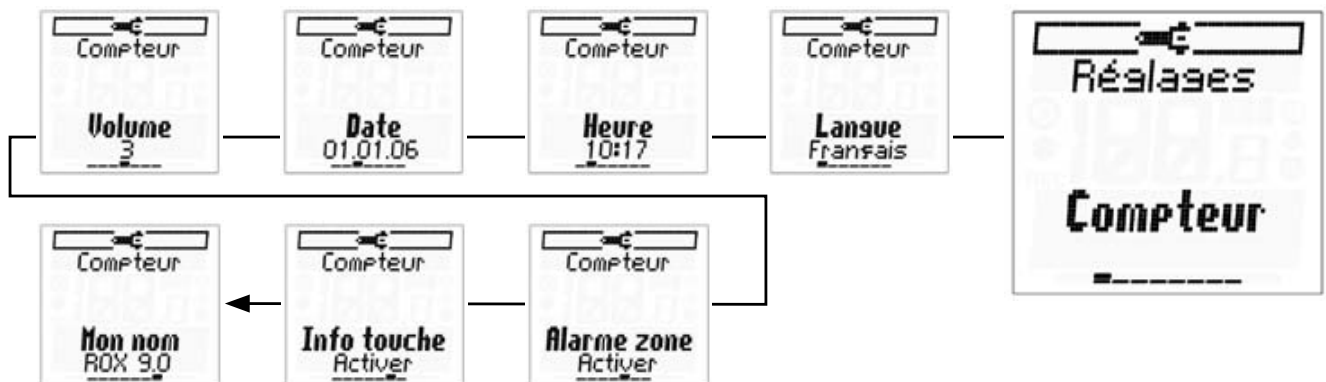 Compteur
Volume
3
Compteur
Date
01.01.06
Compteur
Heure
10:17
Compteur
Langue
Français
Réglages
Compteur
Compteur
Mon nom
ROX 9.0
Compteur
Info touche
Activer
Compteur
Alarme zone
Activer